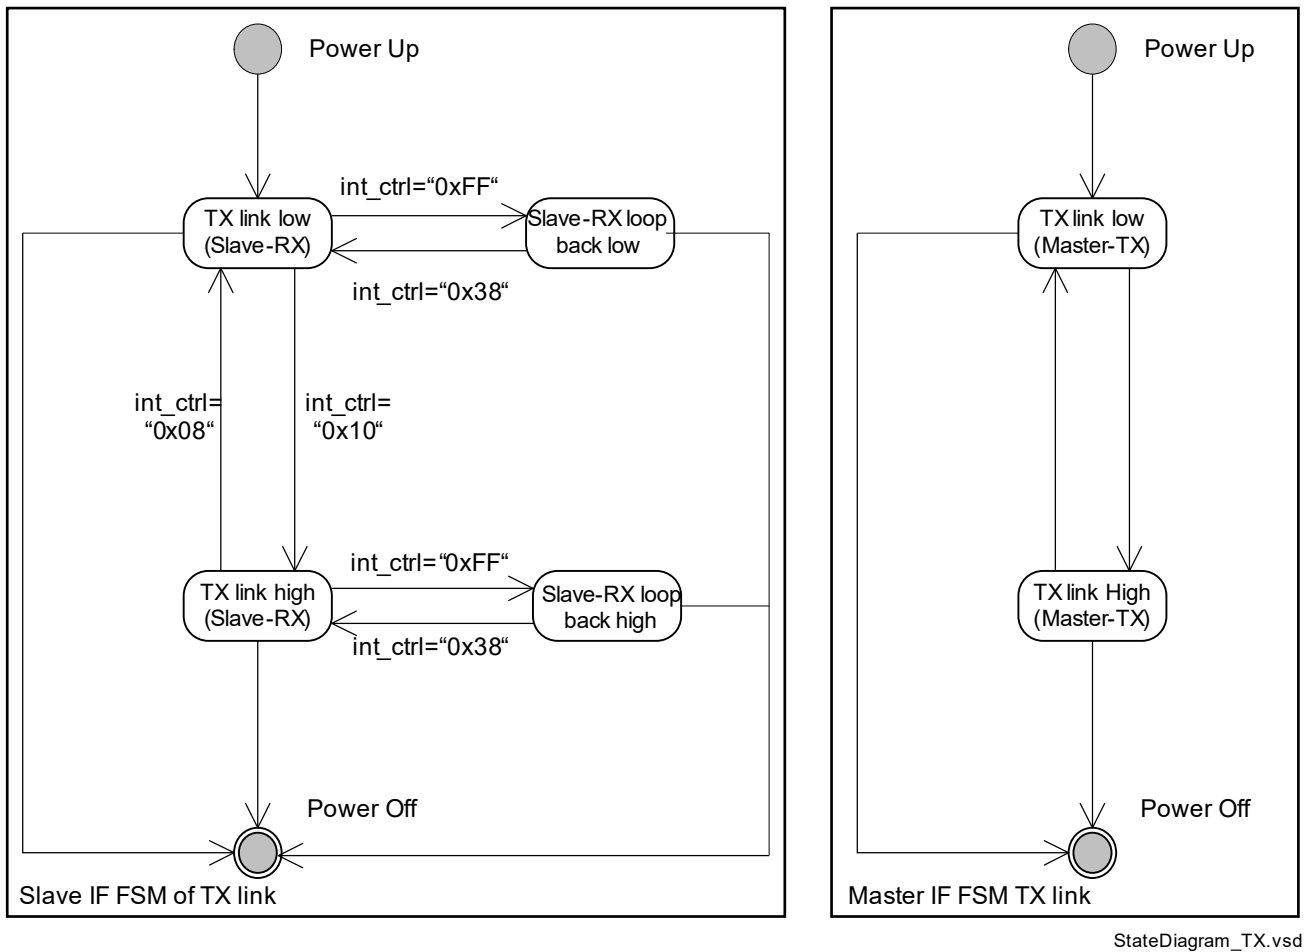 Power Up
int_ctrl=“0xFF“
TX link low
(Slave-RX)
Slave-RX loop
back low
int_ctrl="0x38“
int_ctrl=
“0x08“
int_ctrl=
“0x10“
int_ctrl=“0xFF“
TX link high
(Slave-RX)
Slave-RX loop
back high
int_ctrl="0x38“
Power Off
Slave IF FSM of TX link
Power Up
TX link low
(Master-TX)
TX link High
(Master-TX)
Power Off
Master IF FSM TX link
StateDiagram_TX.vsd